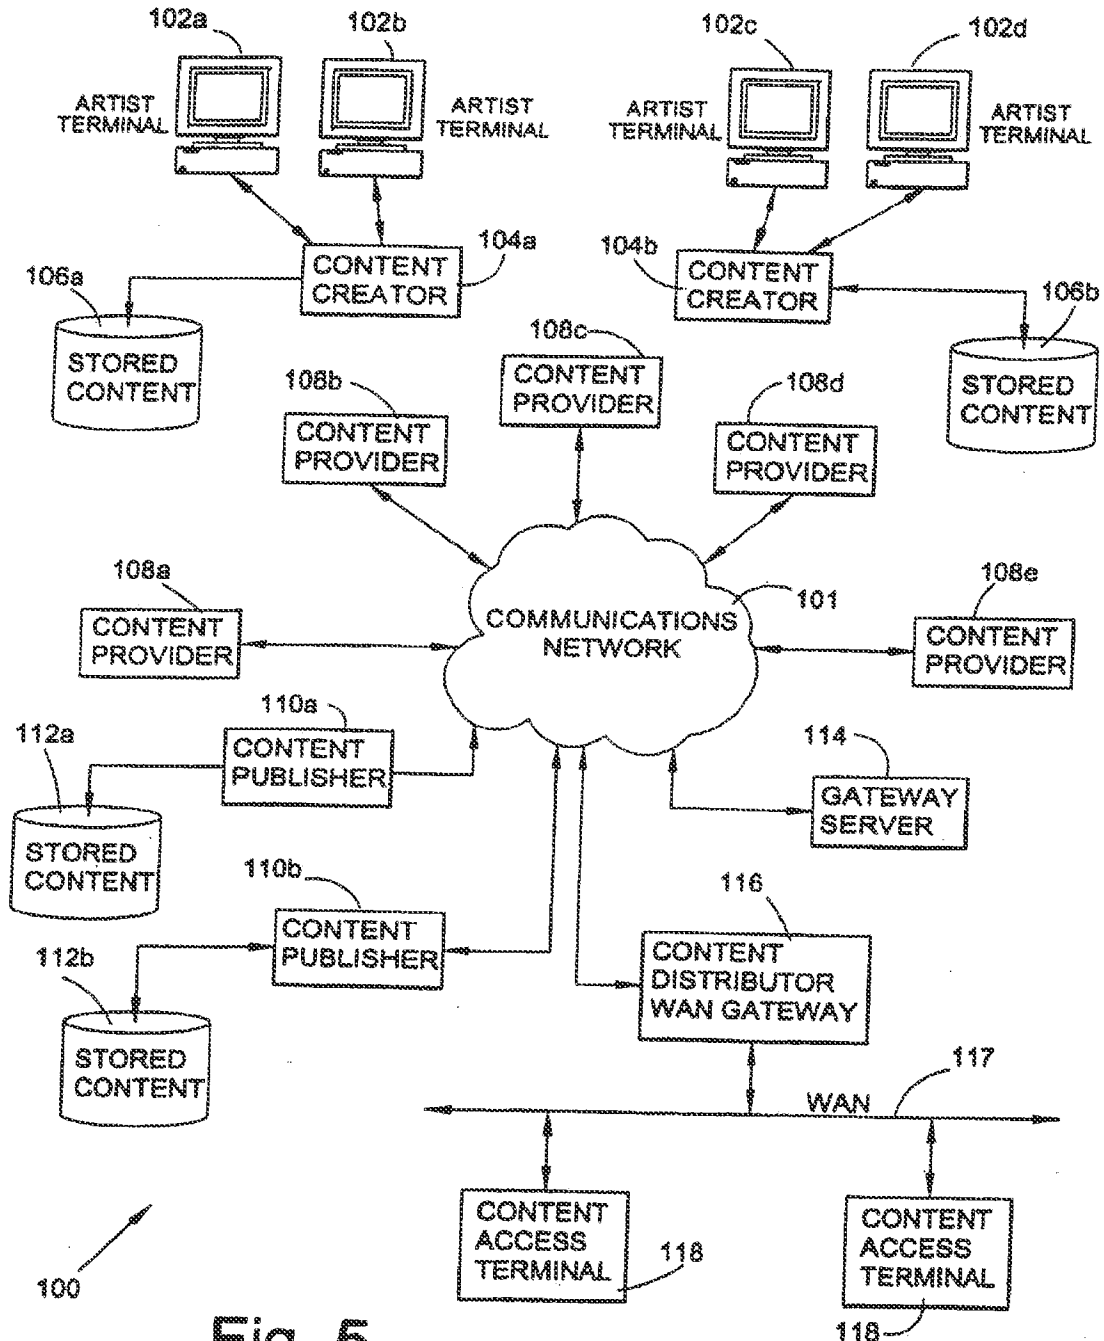 102a
102b
102c
102d
ARTIST
TERMINAL
ARTIST
TERMINAL
ARTIST
TERMINAL
ARTIST
TERMINAL
104a
CONTENT
CREATOR
104b
CONTENT
CREATOR
106a
STORED
CONTENT
106b
STORED
CONTENT
108c
CONTENT
PROVIDER
108b
CONTENT
PROVIDER
108d
CONTENT
PROVIDER
108a
CONTENT
PROVIDER
COMMUNICATIONS
NETWORK
101
108e
CONTENT
PROVIDER
110a
CONTENT
PUBLISHER
112a
STORED
CONTENT
114
GATEWAY
SERVER
110b
CONTENT
PUBLISHER
112b
STORED
CONTENT
116
CONTENT
DISTRIBUTOR
WAN GATEWAY
117
WAN
CONTENT
ACCESS
TERMINAL
118
CONTENT
ACCESS
TERMINAL
118
100
Fig. 5